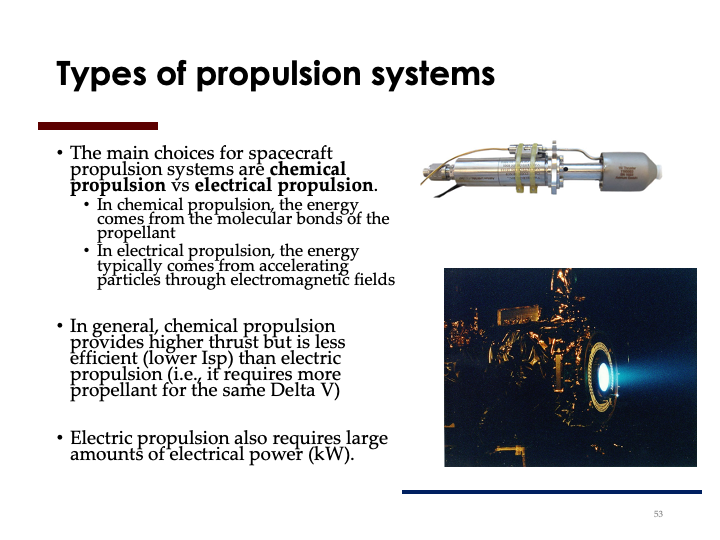 Types of propulsion systems
• The main choices for spacecraft
propulsion systems are chemical
propulsion vs electrical propulsion.
• In chemical propulsion, the energy
comes from the molecular bonds of the
propellant
• In electrical propulsion, the energy
typically comes from accelerating
particles through electromagnetic fields
• In general, chemical propulsion
provides higher thrust but is less
efficient (lower Isp) than electric
propulsion (i.e., it requires more
propellant for the same Delta V)
• Electric propulsion also requires large
amounts of electrical power (kW).
53